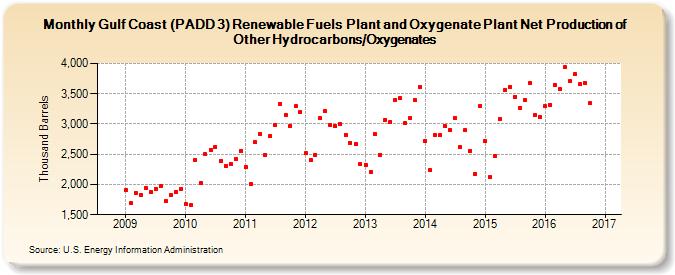 Monthly Gulf Coast (PADD 3) Renewable Fuels Plant and Oxygenate Plant Net Production of
Other Hydrocarbons/Oxygenates
Thousand Barrels
4,000
3,500
3,000
2,500
2,000
1,500
2009 2010 2011 2012 2013 2014 2015 2016 2017
Source: U.S. Energy Information Administration